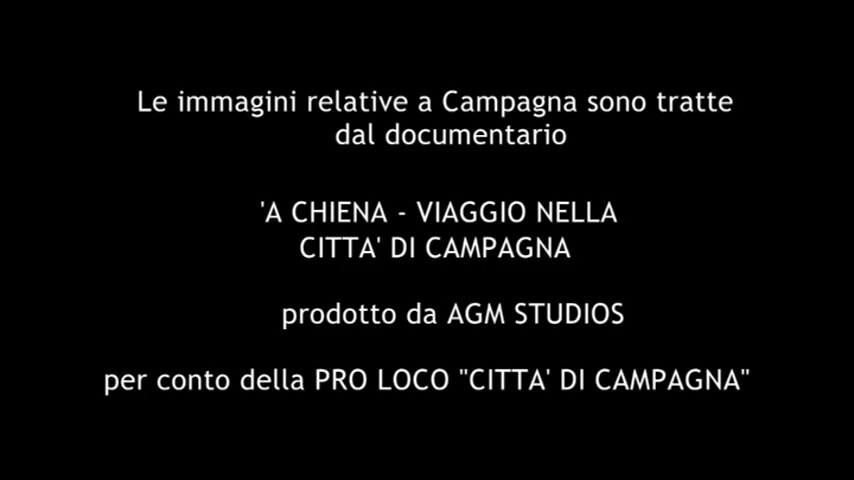 Le immagini relative a Campagna sono tratte
dal documentario
'A CHIENA - VIAGGIO NELLA
CITTA' DI CAMPAGNA
prodotto da AGM STUDIOS
per conto della PRO LOCO "CITTA' DI CAMPAGNA"